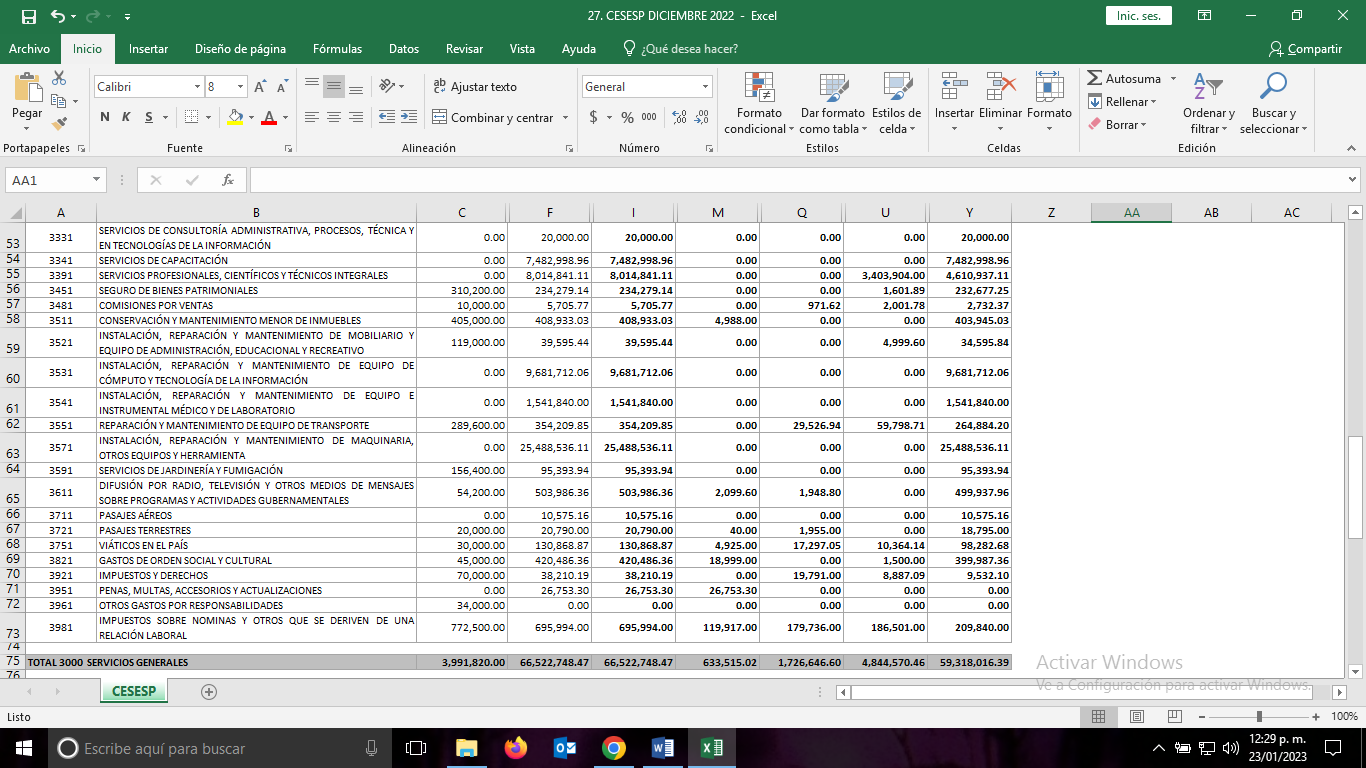 27. CESESP DICIEMBRE 2022 - Excel
Inic. ses.
Archivo Inicio Insertar Diseño de página Fórmulas Datos Revisar Vista Ayuda ¿Qué desea hacer? Compartir
Pegar
Calibri 8
N K S
Ajustar texto
Combinar y centrar
General
$ % 000
Formato condicional
Dar formato como tabla
Estilos de celda
Insertar Eliminar Formato
Autosuma
Rellenar
Borrar
Ordenar y filtrar
Buscar y seleccionar
Portapapeles Fuente Alineación Número Estilos Celdas Edición
AA1 fx
A B C F I M Q U Y Z AA AB AC
53 3331 SERVICIOS DE CONSULTORÍA ADMINISTRATIVA, PROCESOS, TÉCNICA Y EN TECNOLOGÍAS DE LA INFORMACIÓN 0.00 20,000.00 20,000.00 0.00 0.00 0.00 20,000.00
54 3341 SERVICIOS DE CAPACITACIÓN 0.00 7,482,998.96 7,482,998.96 0.00 0.00 0.00 7,482,998.96
55 3391 SERVICIOS PROFESIONALES, CIENTÍFICOS Y TÉCNICOS INTEGRALES 0.00 8,014,841.11 8,014,841.11 0.00 0.00 3,403,904.00 4,610,937.11
56 3451 SEGURO DE BIENES PATRIMONIALES 310,200.00 234,279.14 234,279.14 0.00 0.00 1,601.89 232,677.25
57 3481 COMISIONES POR VENTAS 10,000.00 5,705.77 5,705.77 0.00 971.62 2,001.78 2,732.37
58 3511 CONSERVACIÓN Y MANTENIMIENTO MENOR DE INMUEBLES 405,000.00 408,933.03 408,933.03 4,988.00 0.00 0.00 403,945.03
59 3521 INSTALACIÓN, REPARACIÓN Y MANTENIMIENTO DE MOBILIARIO Y EQUIPO DE ADMINISTRACIÓN, EDUCACIONAL Y RECREATIVO 119,000.00 39,595.44 39,595.44 0.00 0.00 4,999.60 34,595.84
60 3531 INSTALACIÓN, REPARACIÓN Y MANTENIMIENTO DE EQUIPO DE CÓMPUTO Y TECNOLOGÍA DE LA INFORMACIÓN 0.00 9,681,712.06 9,681,712.06 0.00 0.00 0.00 9,681,712.06
61 3541 INSTALACIÓN, REPARACIÓN Y MANTENIMIENTO DE EQUIPO E INSTRUMENTAL MÉDICO Y DE LABORATORIO 0.00 1,541,840.00 1,541,840.00 0.00 0.00 0.00 1,541,840.00
62 3551 REPARACIÓN Y MANTENIMIENTO DE EQUIPO DE TRANSPORTE 289,600.00 354,209.85 354,209.85 0.00 29,526.94 59,798.71 264,884.20
63 3571 INSTALACIÓN, REPARACIÓN Y MANTENIMIENTO DE MAQUINARIA, OTROS EQUIPOS Y HERRAMIENTA 0.00 25,488,536.11 25,488,536.11 0.00 0.00 0.00 25,488,536.11
64 3591 SERVICIOS DE JARDINERÍA Y FUMIGACIÓN 156,400.00 95,393.94 95,393.94 0.00 0.00 0.00 95,393.94
65 3611 DIFUSIÓN POR RADIO, TELEVISIÓN Y OTROS MEDIOS DE MENSAJES SOBRE PROGRAMAS Y ACTIVIDADES GUBERNAMENTALES 54,200.00 503,986.36 503,986.36 2,099.60 1,948.80 0.00 499,937.96
66 3711 PASAJES AÉREOS 0.00 10,575.16 10,575.16 0.00 0.00 0.00 10,575.16
67 3721 PASAJES TERRESTRES 20,000.00 20,790.00 20,790.00 40.00 1,955.00 0.00 18,795.00
68 3751 VIÁTICOS EN EL PAÍS 30,000.00 130,868.87 130,868.87 4,925.00 17,297.05 10,364.14 98,282.68
69 3821 GASTOS DE ORDEN SOCIAL Y CULTURAL 45,000.00 420,486.36 420,486.36 18,999.00 0.00 1,500.00 399,987.36
70 3921 IMPUESTOS Y DERECHOS 70,000.00 38,210.19 38,210.19 0.00 19,791.00 8,887.09 9,532.10
71 3951 PENAS, MULTAS, ACCESORIOS Y ACTUALIZACIONES 0.00 26,753.30 26,753.30 26,753.30 0.00 0.00 0.00
72 3961 OTROS GASTOS POR RESPONSABILIDADES 34,000.00 0.00 0.00 0.00 0.00 0.00 0.00
73 3981 IMPUESTOS SOBRE NOMINAS Y OTROS QUE SE DERIVEN DE UNA RELACIÓN LABORAL 772,500.00 695,994.00 695,994.00 119,917.00 179,736.00 186,501.00 209,840.00
74
75 TOTAL 3000 SERVICIOS GENERALES 3,991,820.00 66,522,748.47 66,522,748.47 633,515.02 1,726,646.60 4,844,570.46 59,318,016.39
76
Activar Windows
Ve a Configuración para activar Windows.
CESESP
Listo 100%
Escribe aquí para buscar
12:29 p. m.
23/01/2023